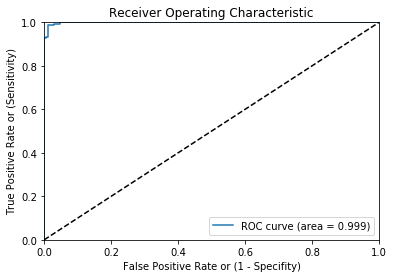 Receiver Operating Characteristic
1.0
0.8
0.6
0.4
0.2
0.0
True Positive Rate or (Sensitivity)
ROC curve (area = 0.999)
0.0 0.2 0.4 0.6 0.8 1.0
False Positive Rate or (1 - Specifity)